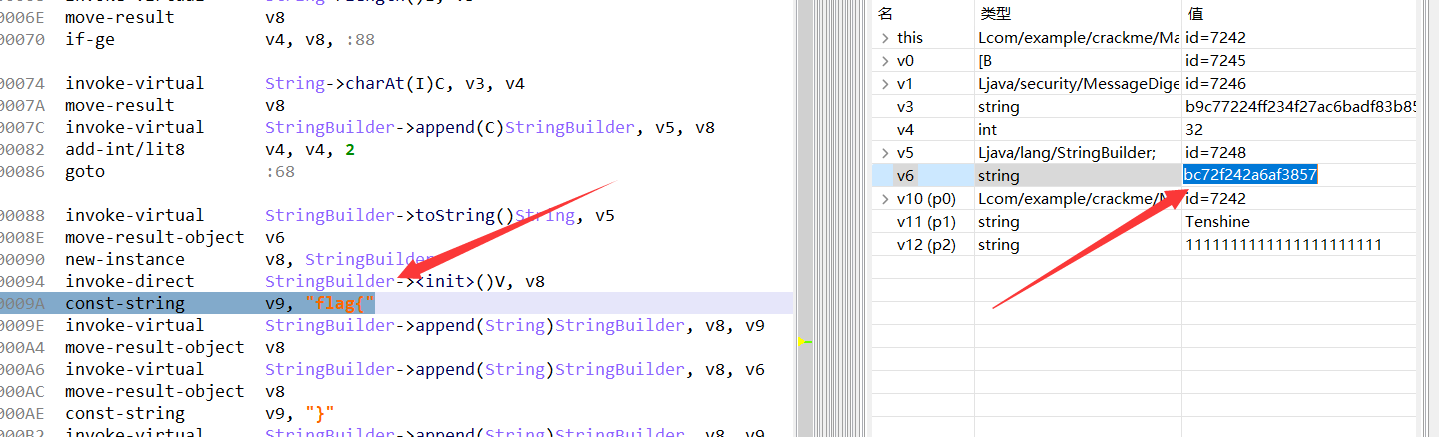 0006E move-result v8
00070 if-ge v4, v8, :88
00074 invoke-virtual String->charAt(I)C, v3, v4
0007A move-result v8
0007C invoke-virtual StringBuilder->append(C)StringBuilder, v5, v8
00082 add-int/lit8 v4, v4, 2
00086 goto :68
00088 invoke-virtual StringBuilder->toString()String, v5
0008E move-result-object v6
00090 new-instance v8, StringBuilder
00094 invoke-direct StringBuilder-><init>()V, v8
0009A const-string v9, "flag{"
0009E invoke-virtual StringBuilder->append(String)StringBuilder, v8, v9
000A4 move-result-object v8
000A6 invoke-virtual StringBuilder->append(String)StringBuilder, v8, v6
000AC move-result-object v8
000AE const-string v9, "}"
000B2 invoke-virtual StringBuilder->append(String)StringBuilder, v8, v9
名 类型 值
this Lcom/example/crackme/Ma id=7242
v0 [B id=7245
v1 Ljava/security/MessageDige id=7246
v3 string b9c77224ff234f27ac6badf83b85
v4 int 32
v5 Ljava/lang/StringBuilder; id=7248
v6 string bc72f242a6af3857
v10 (p0) Lcom/example/crackme/M id=7242
v11 (p1) string Tenshine
v12 (p2) string